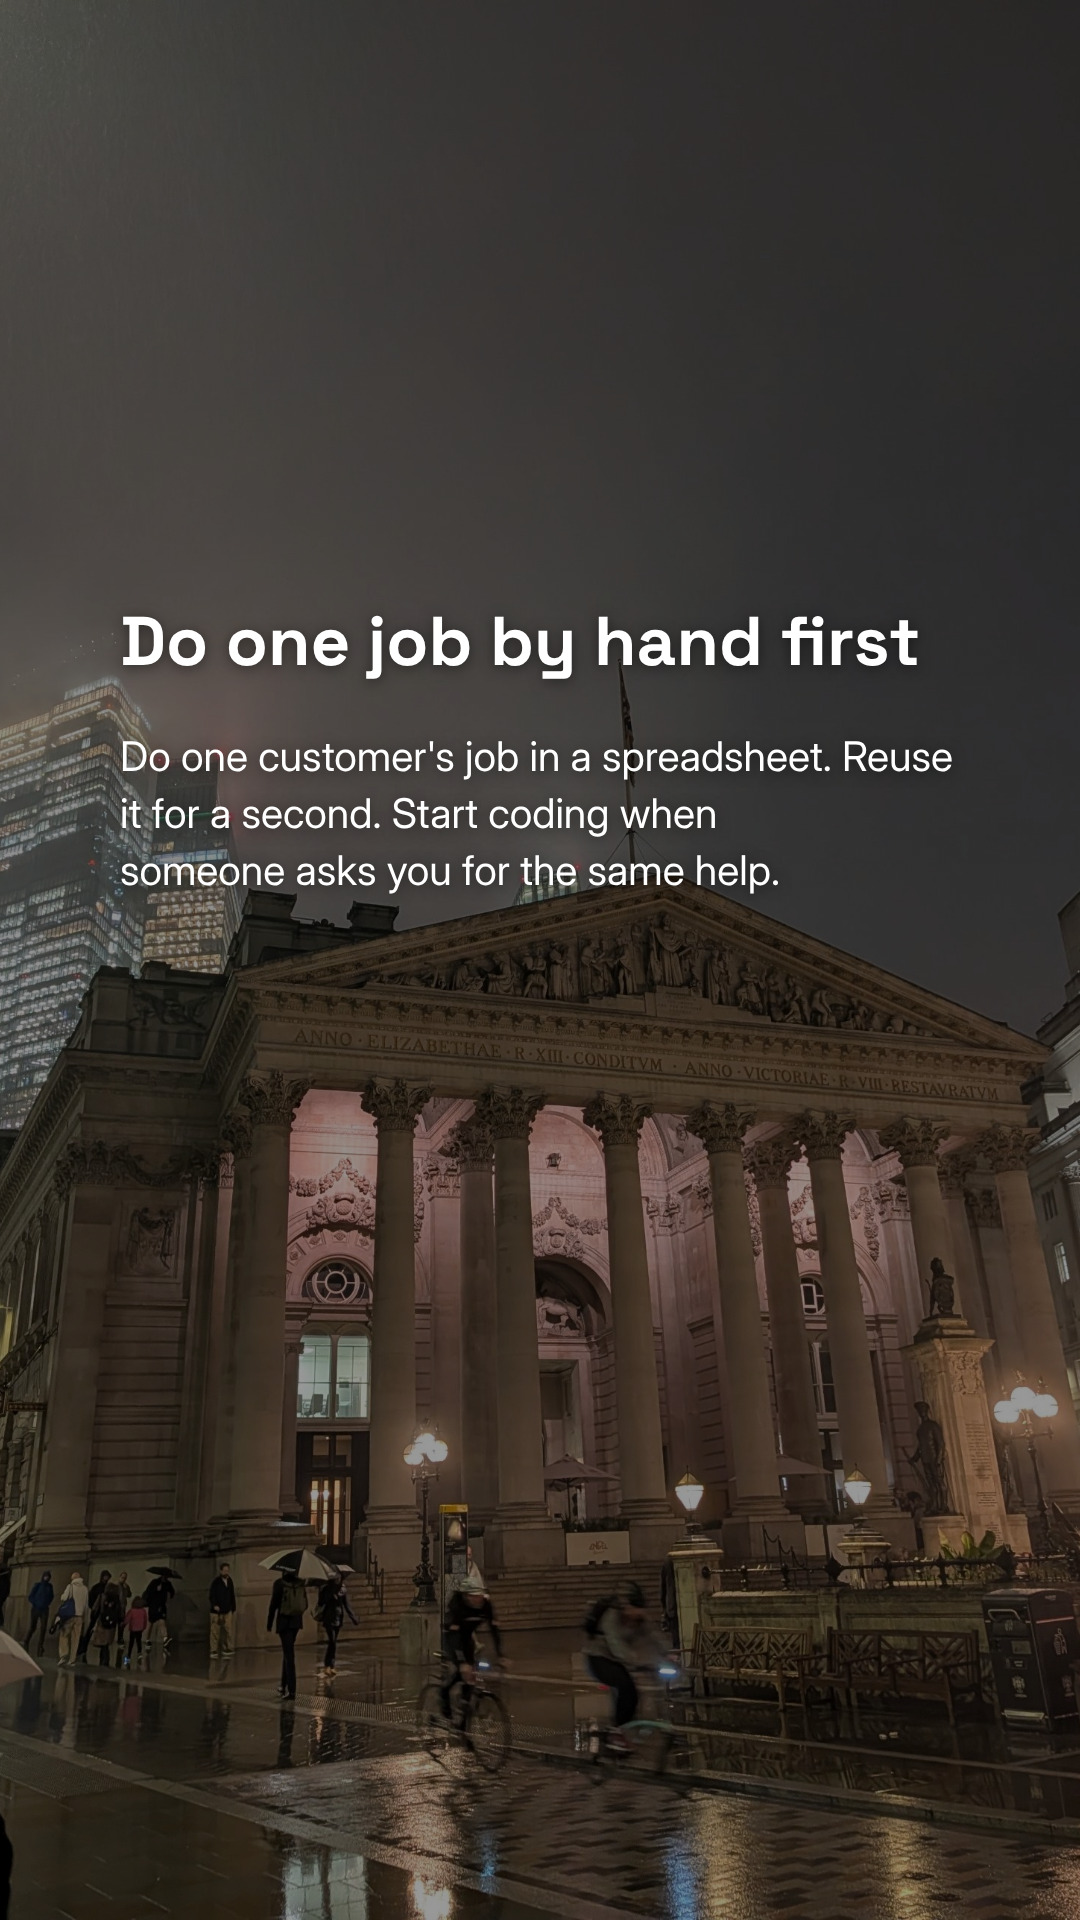 Do one job by hand first
Do one customer's job in a spreadsheet. Reuse
it for a second. Start coding when
someone asks you for the same help.
ANNO · ELIZABETHAE · R · XIII · CONDITVM · ANNO · VICTORIAE · R · VIII · RESTAVRATVM